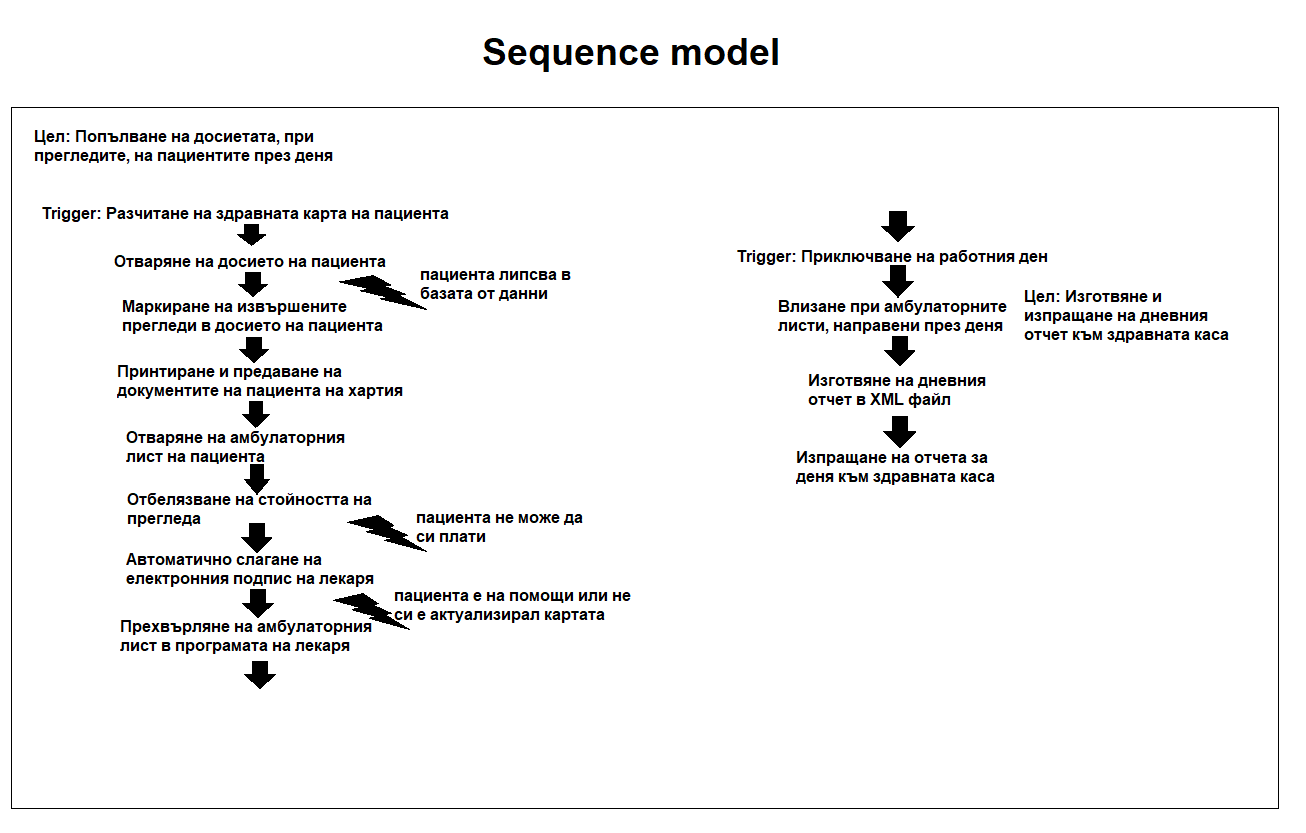 Sequence model
Цел: Попълване на досиетата, при
прегледите, на пациентите през деня
Trigger: Разчитане на здравната карта на пациента
Отваряне на досието на пациента
пациента липсва в
базата от данни
Маркиране на извършените
прегледи в досието на пациента
Принтиране и предаване на
документите на пациента на хартия
Отваряне на амбулаторния
лист на пациента
Отбелязване на стойността на
прегледа
пациента не може да
си плати
Автоматично слагане на
електронния подпис на лекаря
пациента е на помощи или не
си е актуализирал картата
Прехвърляне на амбулаторния
лист в програмата на лекаря
Trigger: Приключване на работния ден
Влизане при амбулаторните
листи, направени през деня
Цел: Изготвяне и
изпращане на дневния
отчет към здравната каса
Изготвяне на дневния
отчет в XML файл
Изпращане на отчета за
деня към здравната каса